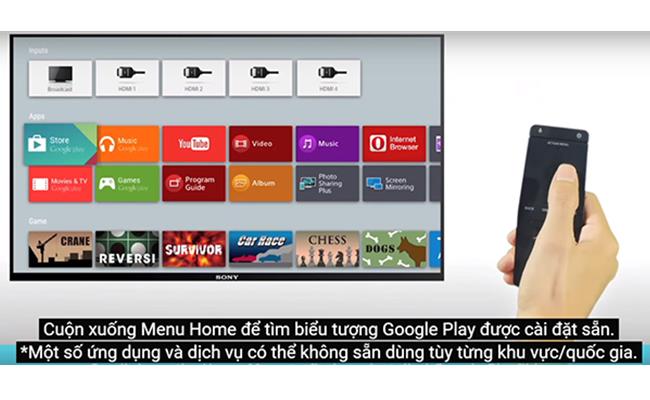 Inputs
Broadcast
HDMI 1
HDMI 2
HDMI 3
HDMI 4
Apps
Store
Google play
Music
Google play
YouTube
Video
Music
Internet
Browser
Movies & TV
Google play
Games
Google play
Program
Guide
Album
Photo
Sharing
Plus
Screen
Mirroring
Game
CRANE
REVERSI
SURVIVOR
Car Race
CHESS
DOGS
SONY
ACTION MENU
BACK
Cuộn xuống Menu Home để tìm biểu tượng Google Play được cài đặt sẵn.
*Một số ứng dụng và dịch vụ có thể không sẵn dùng tùy từng khu vực/quốc gia.